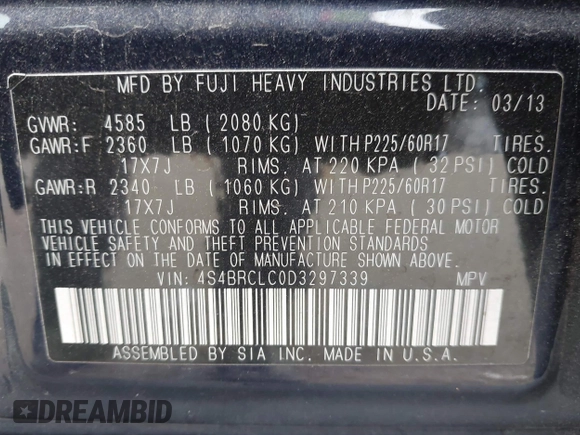 MFD BY FUJI HEAVY INDUSTRIES LTD.
DATE: 03/13
GVWR: 4585 LB ( 2080 KG)
GAWR:F 2360 LB ( 1070 KG) WITH P225/60R17 TIRES.
17X7J RIMS. AT 220 KPA ( 32 PSI) COLD
GAWR:R 2340 LB ( 1060 KG) WITH P225/60R17 TIRES.
17X7J RIMS. AT 210 KPA ( 30 PSI) COLD
THIS VEHICLE CONFORMS TO ALL APPLICABLE FEDERAL MOTOR
VEHICLE SAFETY AND THEFT PREVENTION STANDARDS
IN EFFECT ON THE DATE OF MANUFACTURE SHOWN ABOVE.
VIN: 4S4BRCLC0D3297339 MPV
ASSEMBLED BY SIA INC. MADE IN U.S.A.
DREAMBID